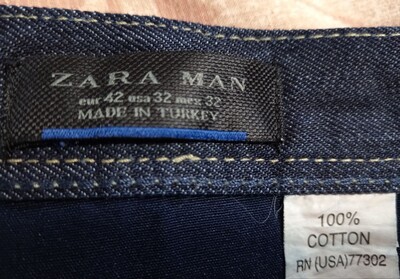 ZARA MAN
eur 42 usa 32 mex 32
MADE IN TURKEY
100%
COTTON
RN (USA)77302